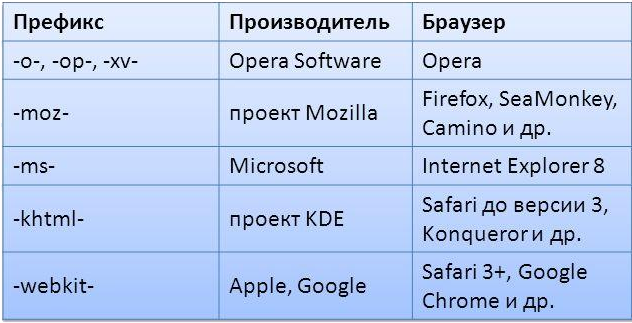 Префикс Производитель Браузер
-o-, -op-, -xv- Opera Software Opera
-moz- проект Mozilla Firefox, SeaMonkey,
Camino и др.
-ms- Microsoft Internet Explorer 8
-khtml- проект KDE Safari до версии 3,
Konqueror и др.
-webkit- Apple, Google Safari 3+, Google
Chrome и др.